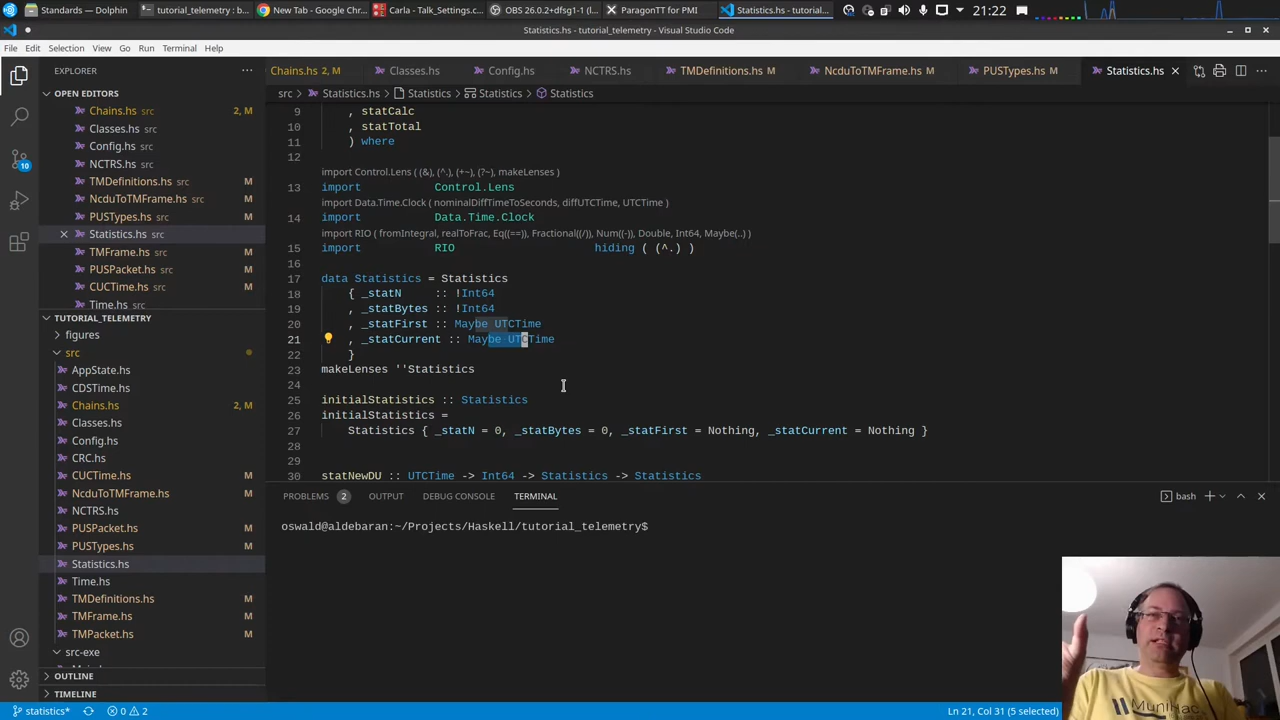 Standards — Dolphin
tutorial_telemetry : b...
New Tab - Google Chr...
Carla - Talk_Settings.c...
OBS 26.0.2+dfsg1-1 (l...
ParagonTT for PMI
Statistics.hs - tutorial...
21:22
Statistics.hs - tutorial_telemetry - Visual Studio Code
File Edit Selection View Go Run Terminal Help
EXPLORER
Chains.hs 2, M
Classes.hs
Config.hs
NCTRS.hs
TMDefinitions.hs M
NcduToTMFrame.hs M
PUSTypes.hs M
Statistics.hs
src > Statistics.hs > Statistics > Statistics > Statistics
OPEN EDITORS
Chains.hs src 2, M
Classes.hs src
Config.hs src
NCTRS.hs src
TMDefinitions.hs src M
NcduToTMFrame.hs src M
PUSTypes.hs src M
Statistics.hs src
TMFrame.hs src M
PUSPacket.hs src M
CUCTime.hs src M
Time.hs src
TUTORIAL_TELEMETRY
figures
src
AppState.hs
CDSTime.hs
Chains.hs 2, M
Classes.hs
Config.hs
CRC.hs
CUCTime.hs M
NcduToTMFrame.hs M
NCTRS.hs
PUSPacket.hs M
PUSTypes.hs M
Statistics.hs
Time.hs
TMDefinitions.hs M
TMFrame.hs M
TMPacket.hs M
src-exe
OUTLINE
TIMELINE
9 , statCalc
10 , statTotal
11 ) where
12
import Control.Lens ( (&), (^.), (+~), (?~), makeLenses )
13 import Control.Lens
import Data.Time.Clock ( nominalDiffTimeToSeconds, diffUTCTime, UTCTime )
14 import Data.Time.Clock
import RIO ( fromIntegral, realToFrac, Eq((==)), Fractional((/)), Num((-)), Double, Int64, Maybe(..) )
15 import RIO hiding ( (^.) )
16
17 data Statistics = Statistics
18 { _statN :: !Int64
19 , _statBytes :: !Int64
20 , _statFirst :: Maybe UTCTime
21 , _statCurrent :: Maybe UTCTime
22 }
23 makeLenses ''Statistics
24
25 initialStatistics :: Statistics
26 initialStatistics =
27 Statistics { _statN = 0, _statBytes = 0, _statFirst = Nothing, _statCurrent = Nothing }
28
29
30 statNewDU :: UTCTime -> Int64 -> Statistics -> Statistics
PROBLEMS 2 OUTPUT DEBUG CONSOLE TERMINAL
bash
oswald@aldebaran:~/Projects/Haskell/tutorial_telemetry$
10
MuniHac
statistics* 0 2
Ln 21, Col 31 (5 selected)